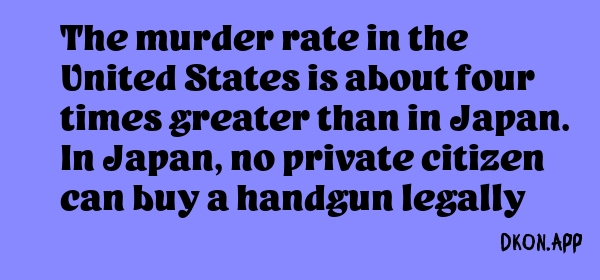 The murder rate in the
United States is about four
times greater than in Japan.
In Japan, no private citizen
can buy a handgun legally
DKON.APP